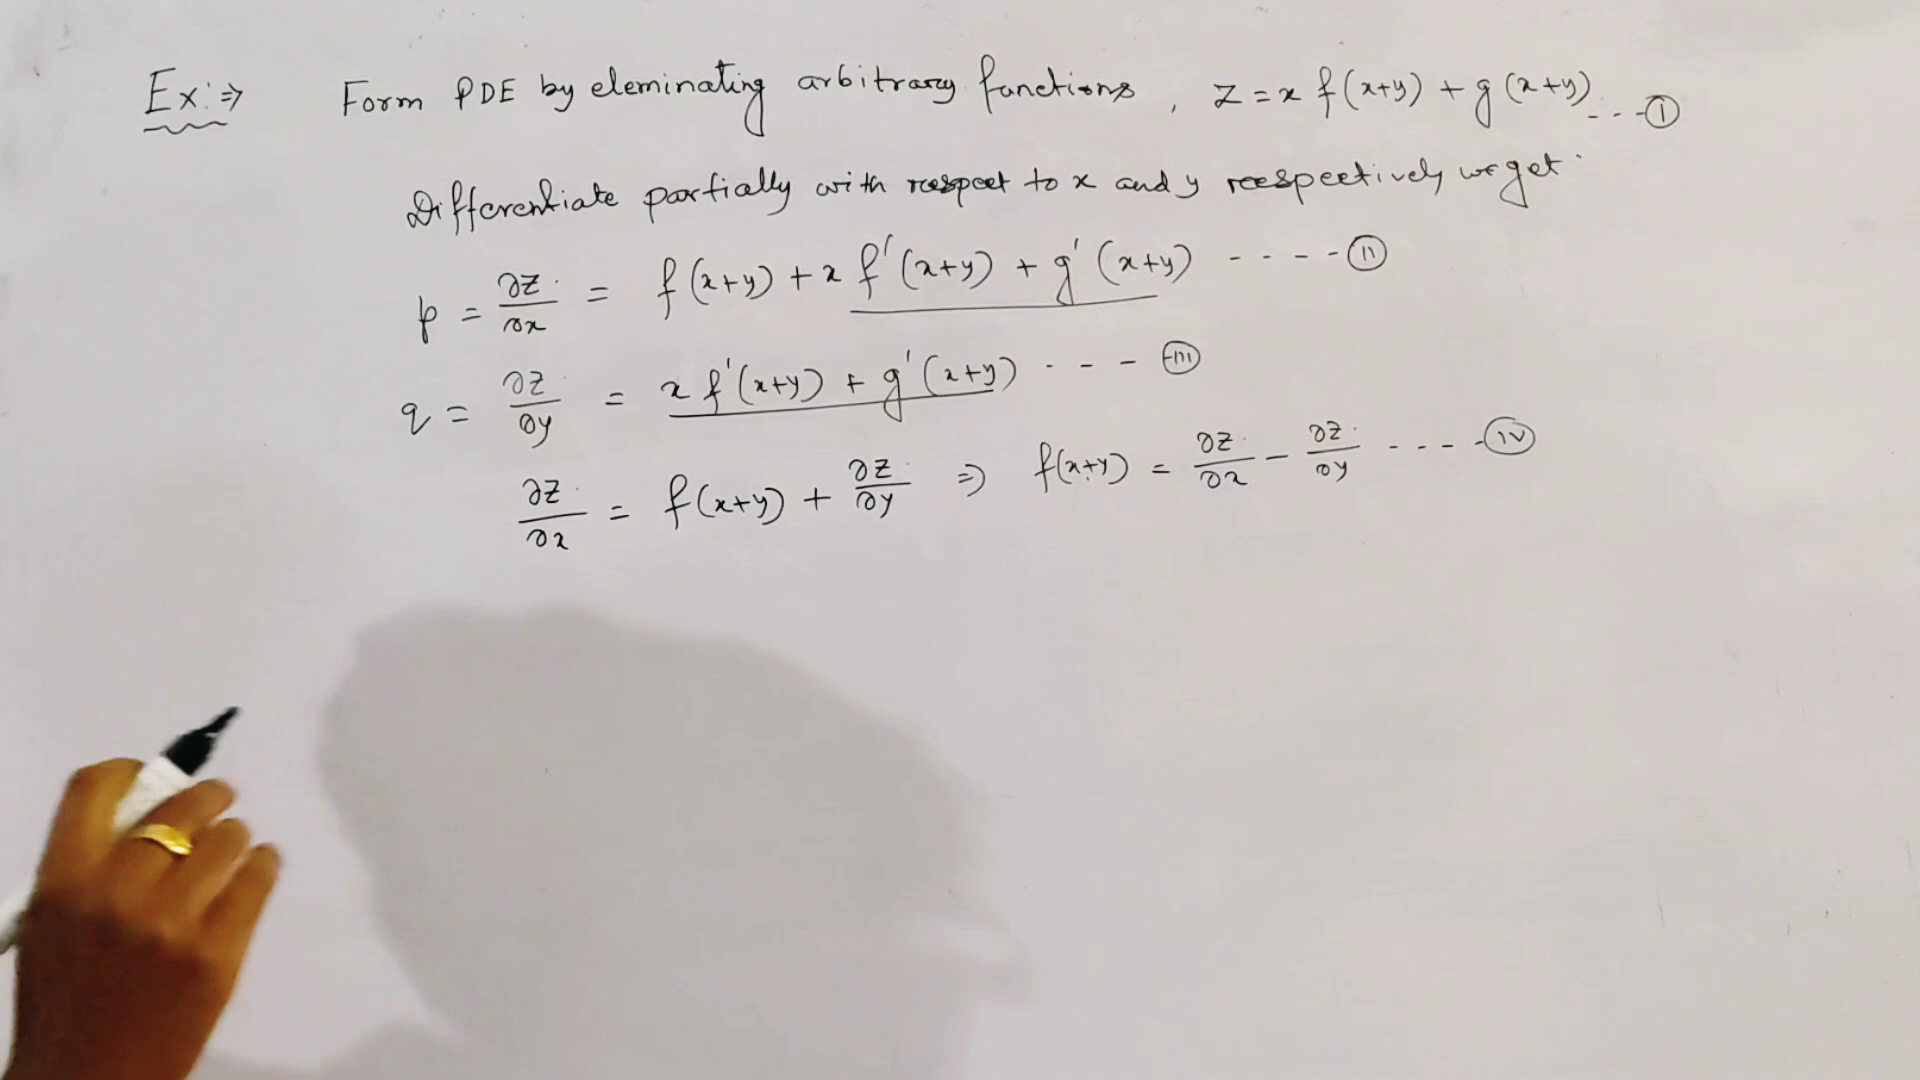 Ex:⇒ Form PDE by eleminating arbitrary functions, z = x f(x+y) + g(x+y) ---- (I)
Differentiate partially with respect to x and y respectively we get
p = ∂z/∂x = f(x+y) + x f'(x+y) + g'(x+y) ----- (II)
q = ∂z/∂y = x f'(x+y) + g'(x+y) ---- (III)
∂z/∂x = f(x+y) + ∂z/∂y ⇒ f(x+y) = ∂z/∂x - ∂z/∂y ----- (IV)